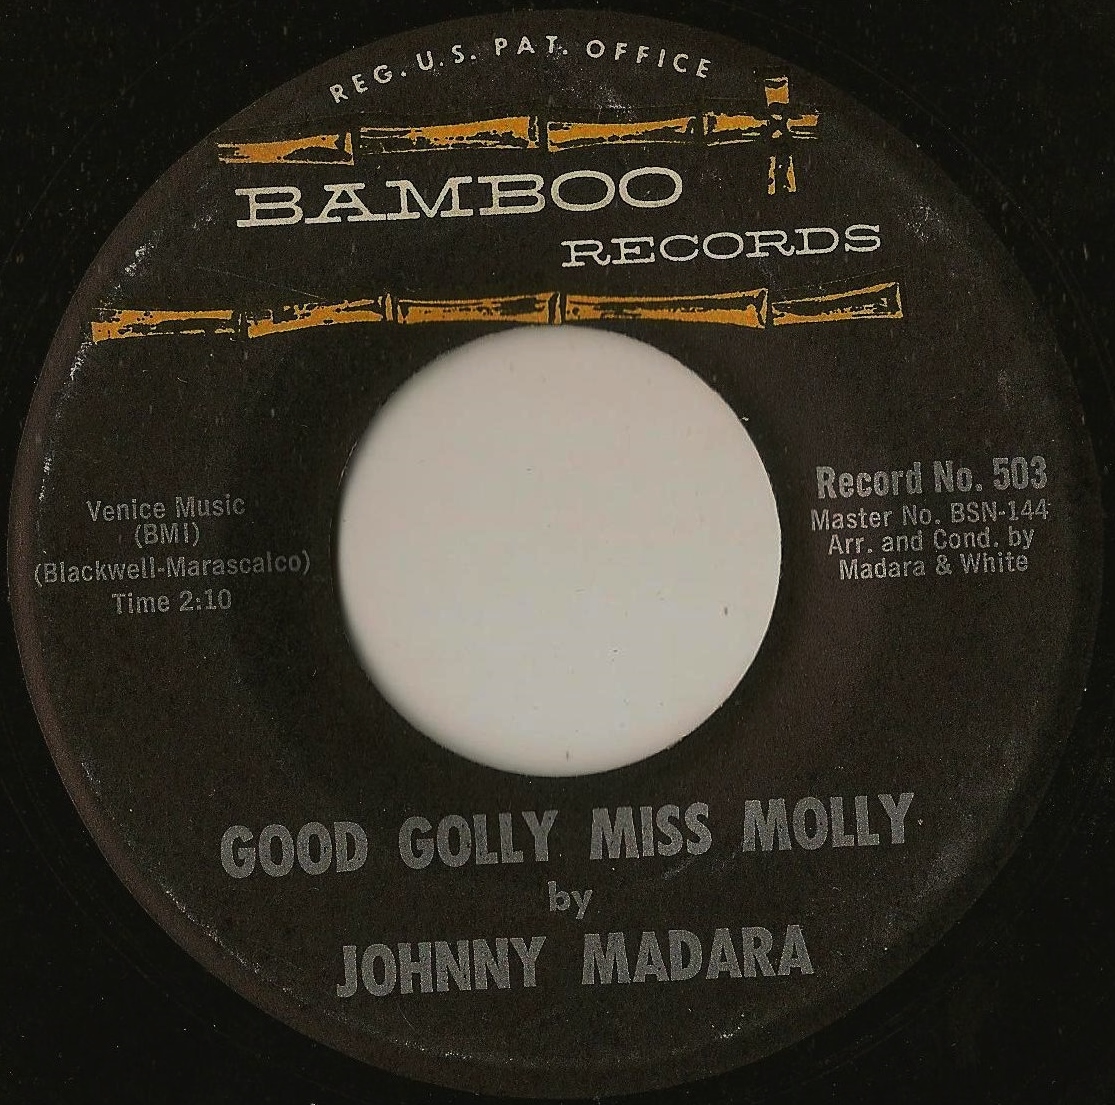 REG. U.S. PAT. OFFICE
BAMBOO
RECORDS
Venice Music
(BMI)
(Blackwell-Marascalco)
Time 2:10
Record No. 503
Master No. BSN-144
Arr. and Cond. by
Madara & White
GOOD GOLLY MISS MOLLY
by
JOHNNY MADARA